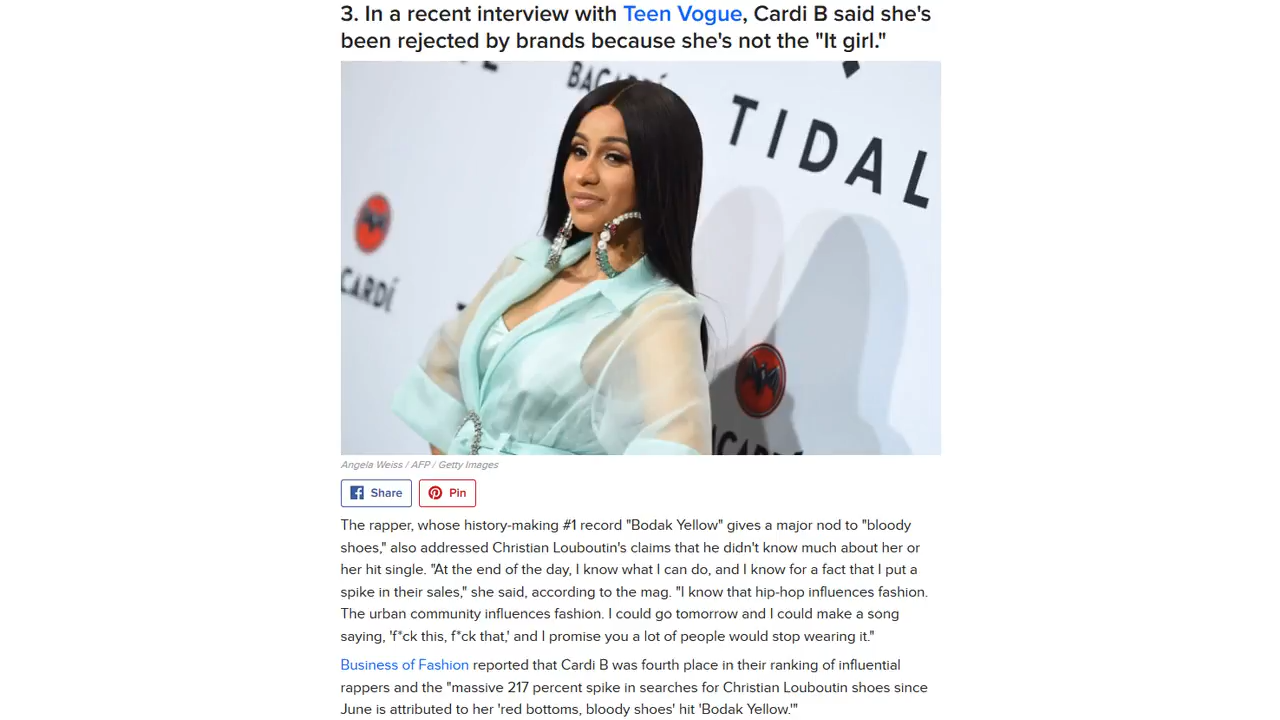 3. In a recent interview with Teen Vogue, Cardi B said she's
been rejected by brands because she's not the "It girl."
BACARDÍ
TIDAL
CARDÍ
ACARDÍ
Angela Weiss / AFP / Getty Images
Share
Pin
The rapper, whose history-making #1 record "Bodak Yellow" gives a major nod to "bloody
shoes," also addressed Christian Louboutin's claims that he didn't know much about her or
her hit single. "At the end of the day, I know what I can do, and I know for a fact that I put a
spike in their sales," she said, according to the mag. "I know that hip-hop influences fashion.
The urban community influences fashion. I could go tomorrow and I could make a song
saying, 'f*ck this, f*ck that,' and I promise you a lot of people would stop wearing it."
Business of Fashion reported that Cardi B was fourth place in their ranking of influential
rappers and the "massive 217 percent spike in searches for Christian Louboutin shoes since
June is attributed to her 'red bottoms, bloody shoes' hit 'Bodak Yellow.'"